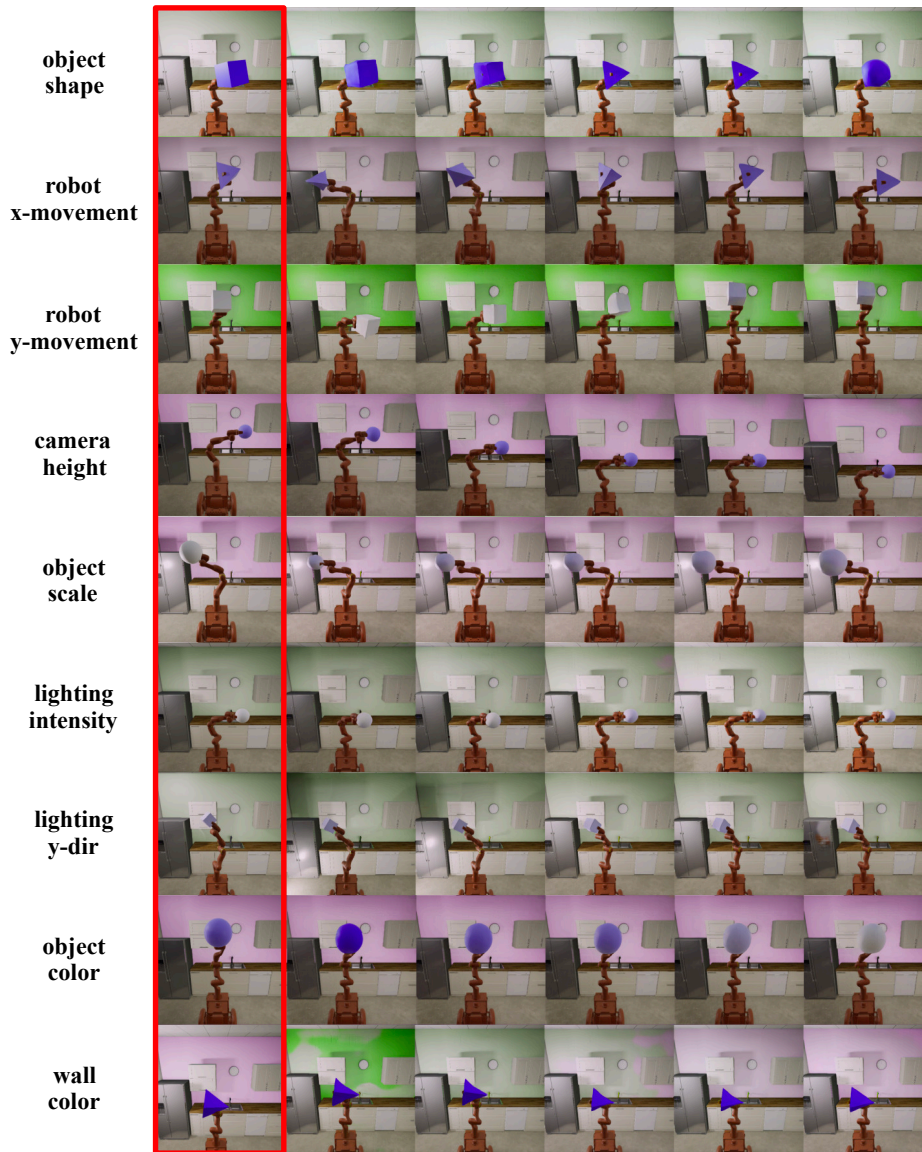 object
shape
robot
x-movement
robot
y-movement
camera
height
object
scale
lighting
intensity
lighting
y-dir
object
color
wall
color